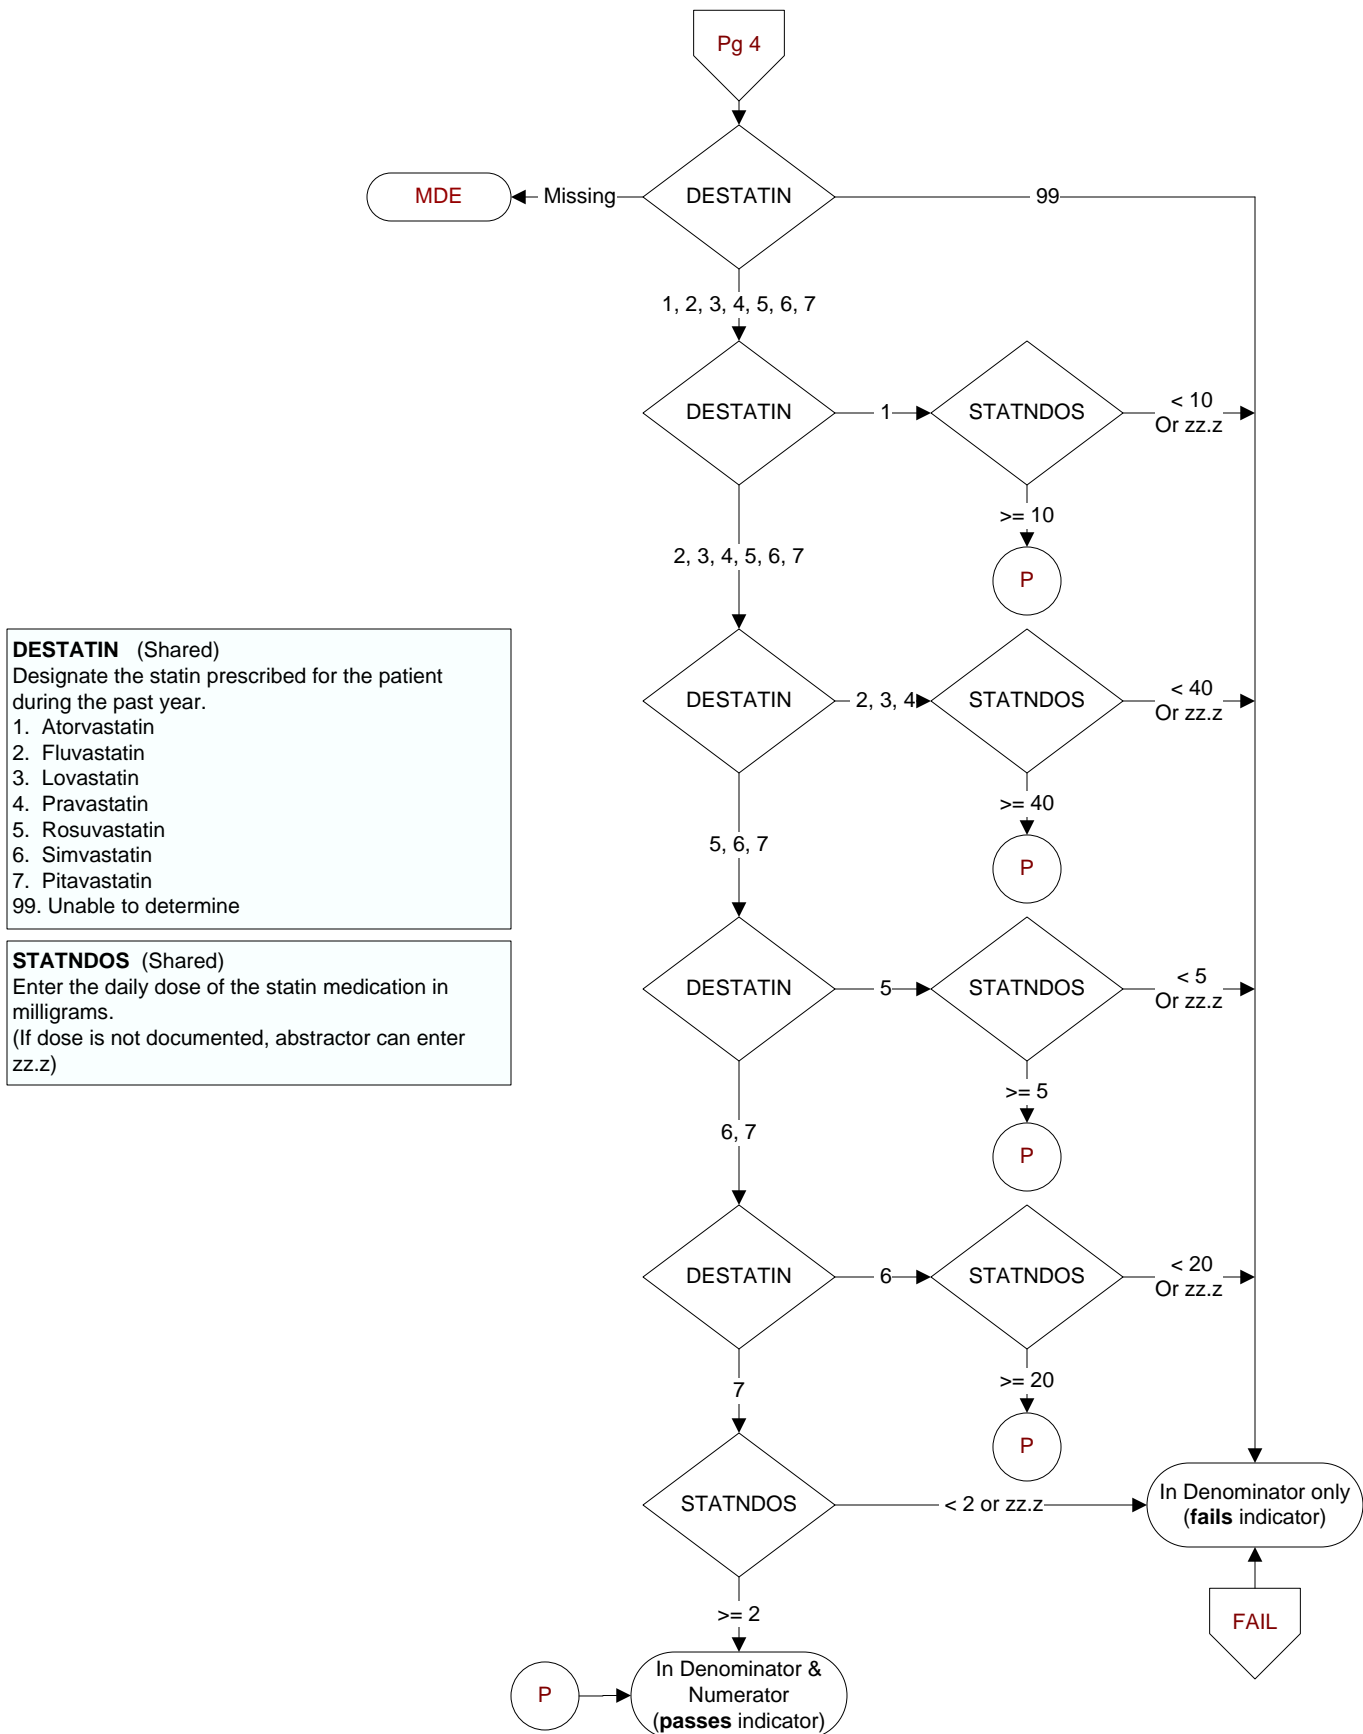 Pg 4
MDE
Missing
DESTATIN
99
1, 2, 3, 4, 5, 6, 7
DESTATIN
1
STATNDOS
< 10
Or zz.z
>= 10
P
2, 3, 4, 5, 6, 7
DESTATIN (Shared)
Designate the statin prescribed for the patient
during the past year.
1. Atorvastatin
2. Fluvastatin
3. Lovastatin
4. Pravastatin
5. Rosuvastatin
6. Simvastatin
7. Pitavastatin
99. Unable to determine
DESTATIN
2, 3, 4
STATNDOS
< 40
Or zz.z
>= 40
P
5, 6, 7
STATNDOS (Shared)
Enter the daily dose of the statin medication in
milligrams.
(If dose is not documented, abstractor can enter
zz.z)
DESTATIN
5
STATNDOS
< 5
Or zz.z
>= 5
P
6, 7
DESTATIN
6
STATNDOS
< 20
Or zz.z
>= 20
P
7
STATNDOS
< 2 or zz.z
In Denominator only
(fails indicator)
>= 2
FAIL
P
In Denominator &
Numerator
(passes indicator)